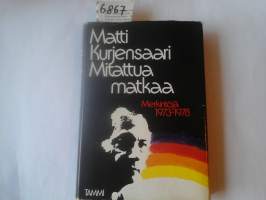 6867
Matti
Kurjensaari
Mitattua
matkaa
Merkintöjä
1973-1978
TAMMI